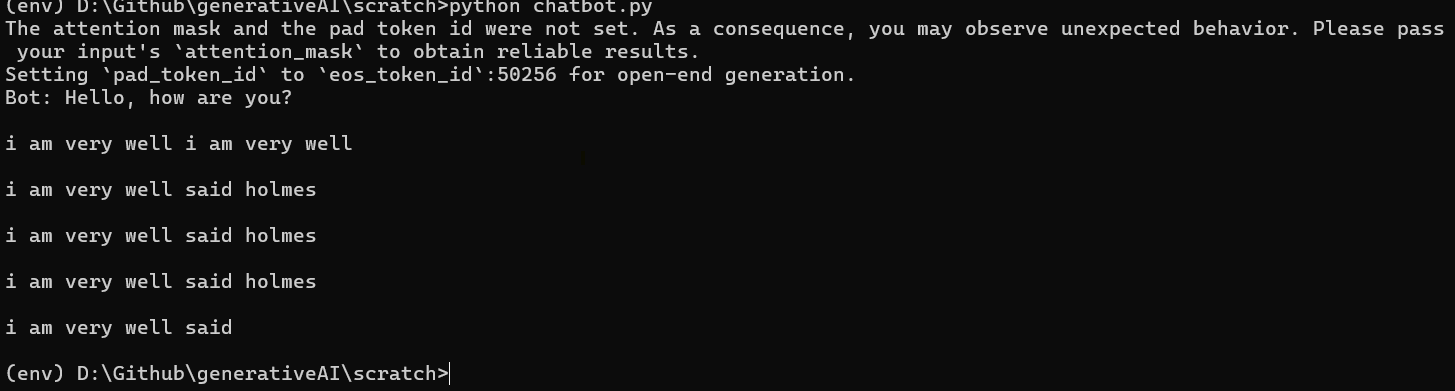 (env) D:\Github\generativeAI\scratch>python chatbot.py
The attention mask and the pad token id were not set. As a consequence, you may observe unexpected behavior. Please pass
 your input's `attention_mask` to obtain reliable results.
Setting `pad_token_id` to `eos_token_id`:50256 for open-end generation.
Bot: Hello, how are you?
i am very well i am very well
i am very well said holmes
i am very well said holmes
i am very well said holmes
i am very well said
(env) D:\Github\generativeAI\scratch>